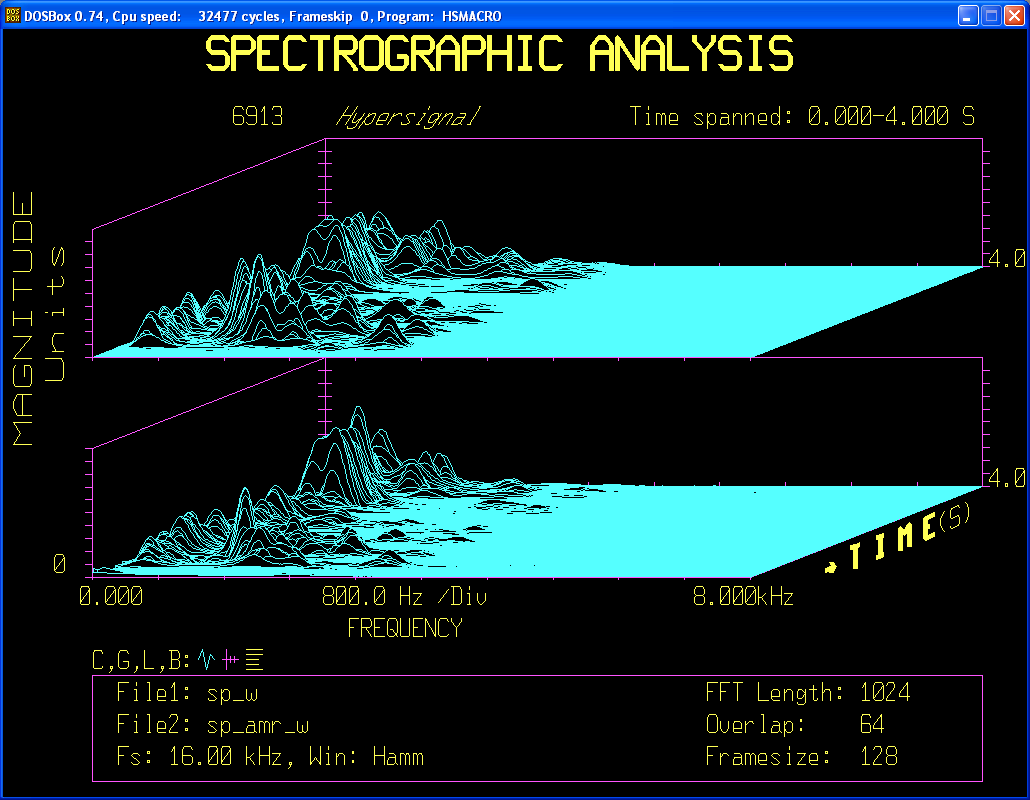 DOSBox 0.74, Cpu speed: 32477 cycles, Frameskip 0, Program: HSMACRO
SPECTROGRAPHIC ANALYSIS
6913 Hypersignal Time spanned: 0.000-4.000 S
MAGNITUDE
Units
4.0
4.0
TIME(S)
0
0.000 800.0 Hz /Div 8.000kHz
FREQUENCY
C,G,L,B:
File1: sp_w FFT Length: 1024
File2: sp_amr_w Overlap: 64
Fs: 16.00 kHz, Win: Hamm Framesize: 128